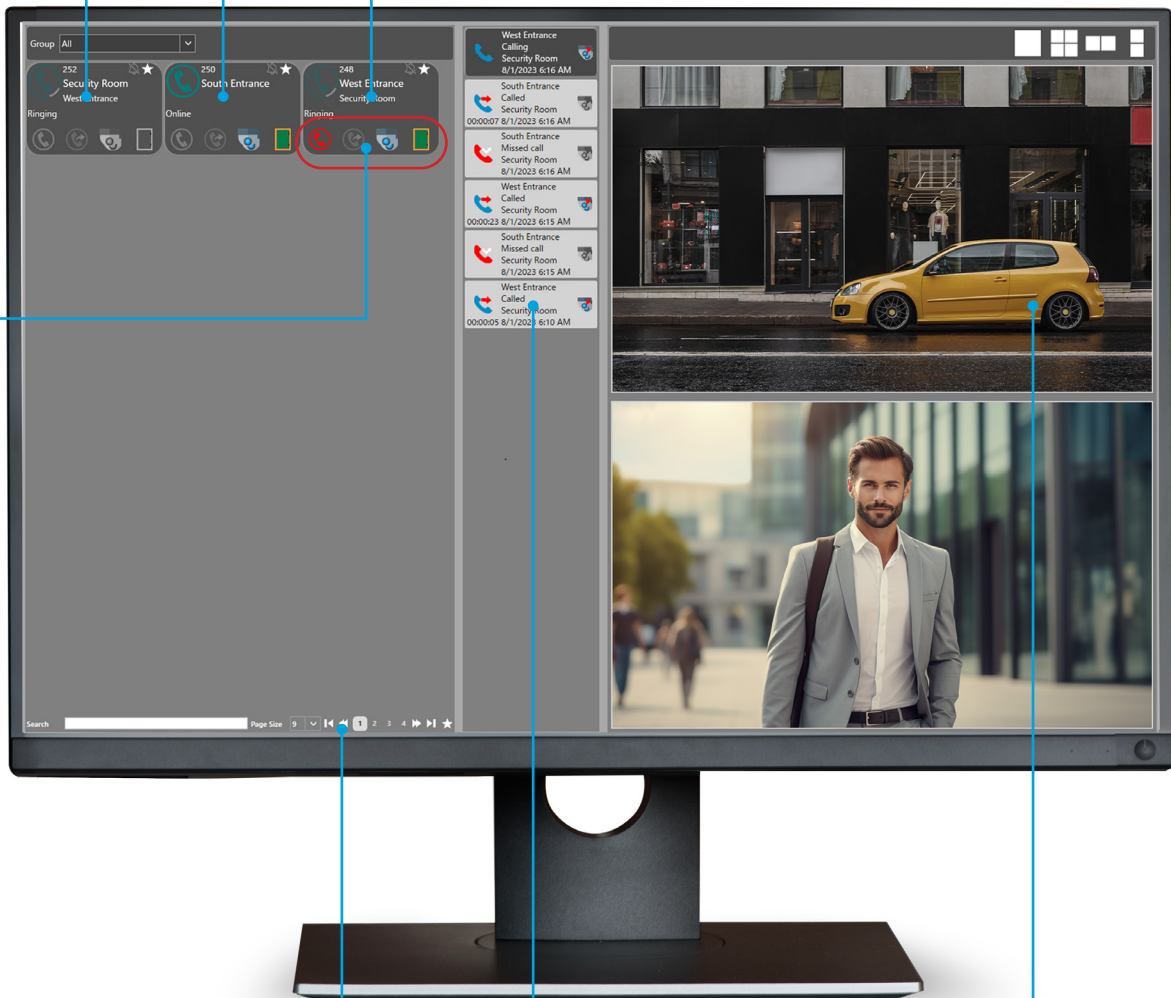 Group All
252
Security Room
West Entrance
Ringing
250
South Entrance
Online
248
West Entrance
Security Room
Ringing
West Entrance
Calling
Security Room
8/1/2023 6:16 AM
South Entrance
Called
Security Room
00:00:07 8/1/2023 6:16 AM
South Entrance
Missed call
Security Room
8/1/2023 6:16 AM
West Entrance
Called
Security Room
00:00:23 8/1/2023 6:15 AM
South Entrance
Missed call
Security Room
8/1/2023 6:15 AM
West Entrance
Called
Security Room
00:00:05 8/1/2023 6:10 AM
Search Page Size 9 1 2 3 4